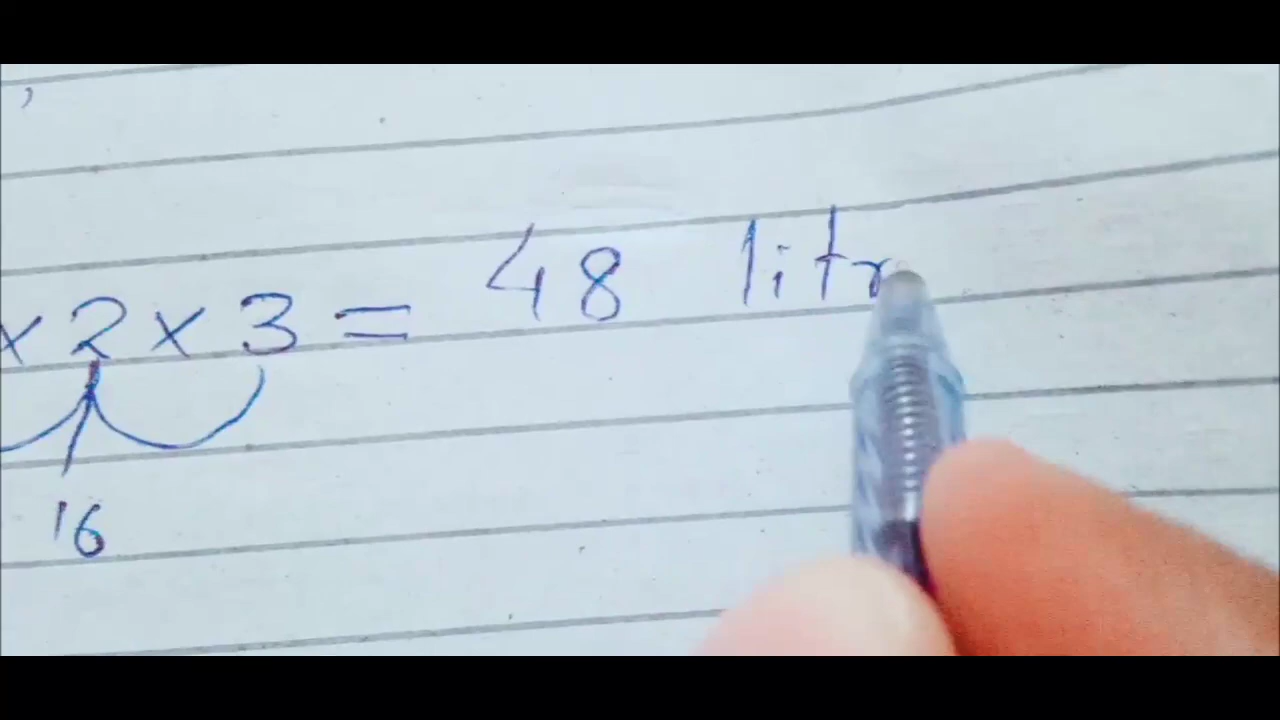 × 2 × 3 = 48 litr
16